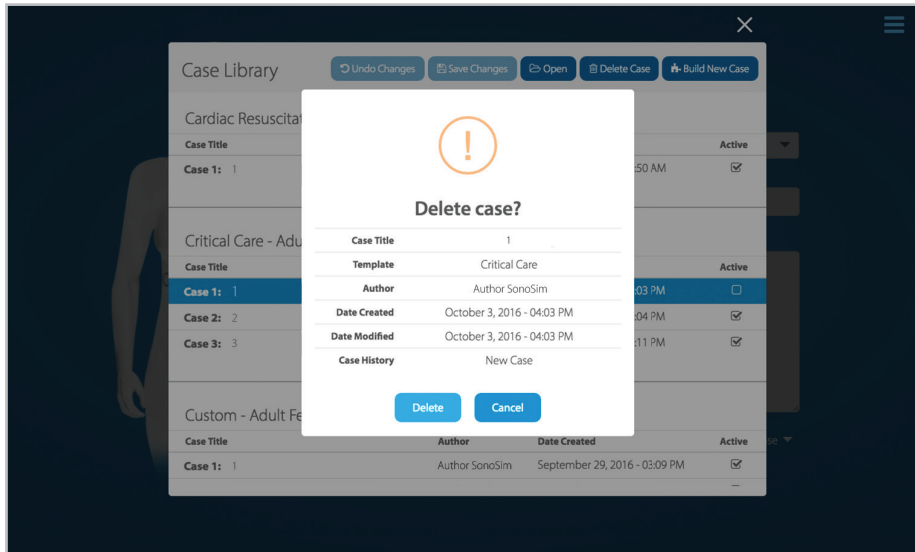 Case Library
Undo Changes
Save Changes
Open
Delete Case
Build New Case
Case Title
Active
Case 1: 1
:50 AM
!
Delete case?
Case Title 1
Template Critical Care
Author Author SonoSim
Date Created October 3, 2016 - 04:03 PM
Date Modified October 3, 2016 - 04:03 PM
Case History New Case
Delete
Cancel
Critical Care - Adu
Case Title
Active
Case 1: 1
:03 PM
Case 2: 2
:04 PM
Case 3: 3
:11 PM
Custom - Adult Fe
Case Title Author Date Created Active
Case 1: 1 Author SonoSim September 29, 2016 - 03:09 PM